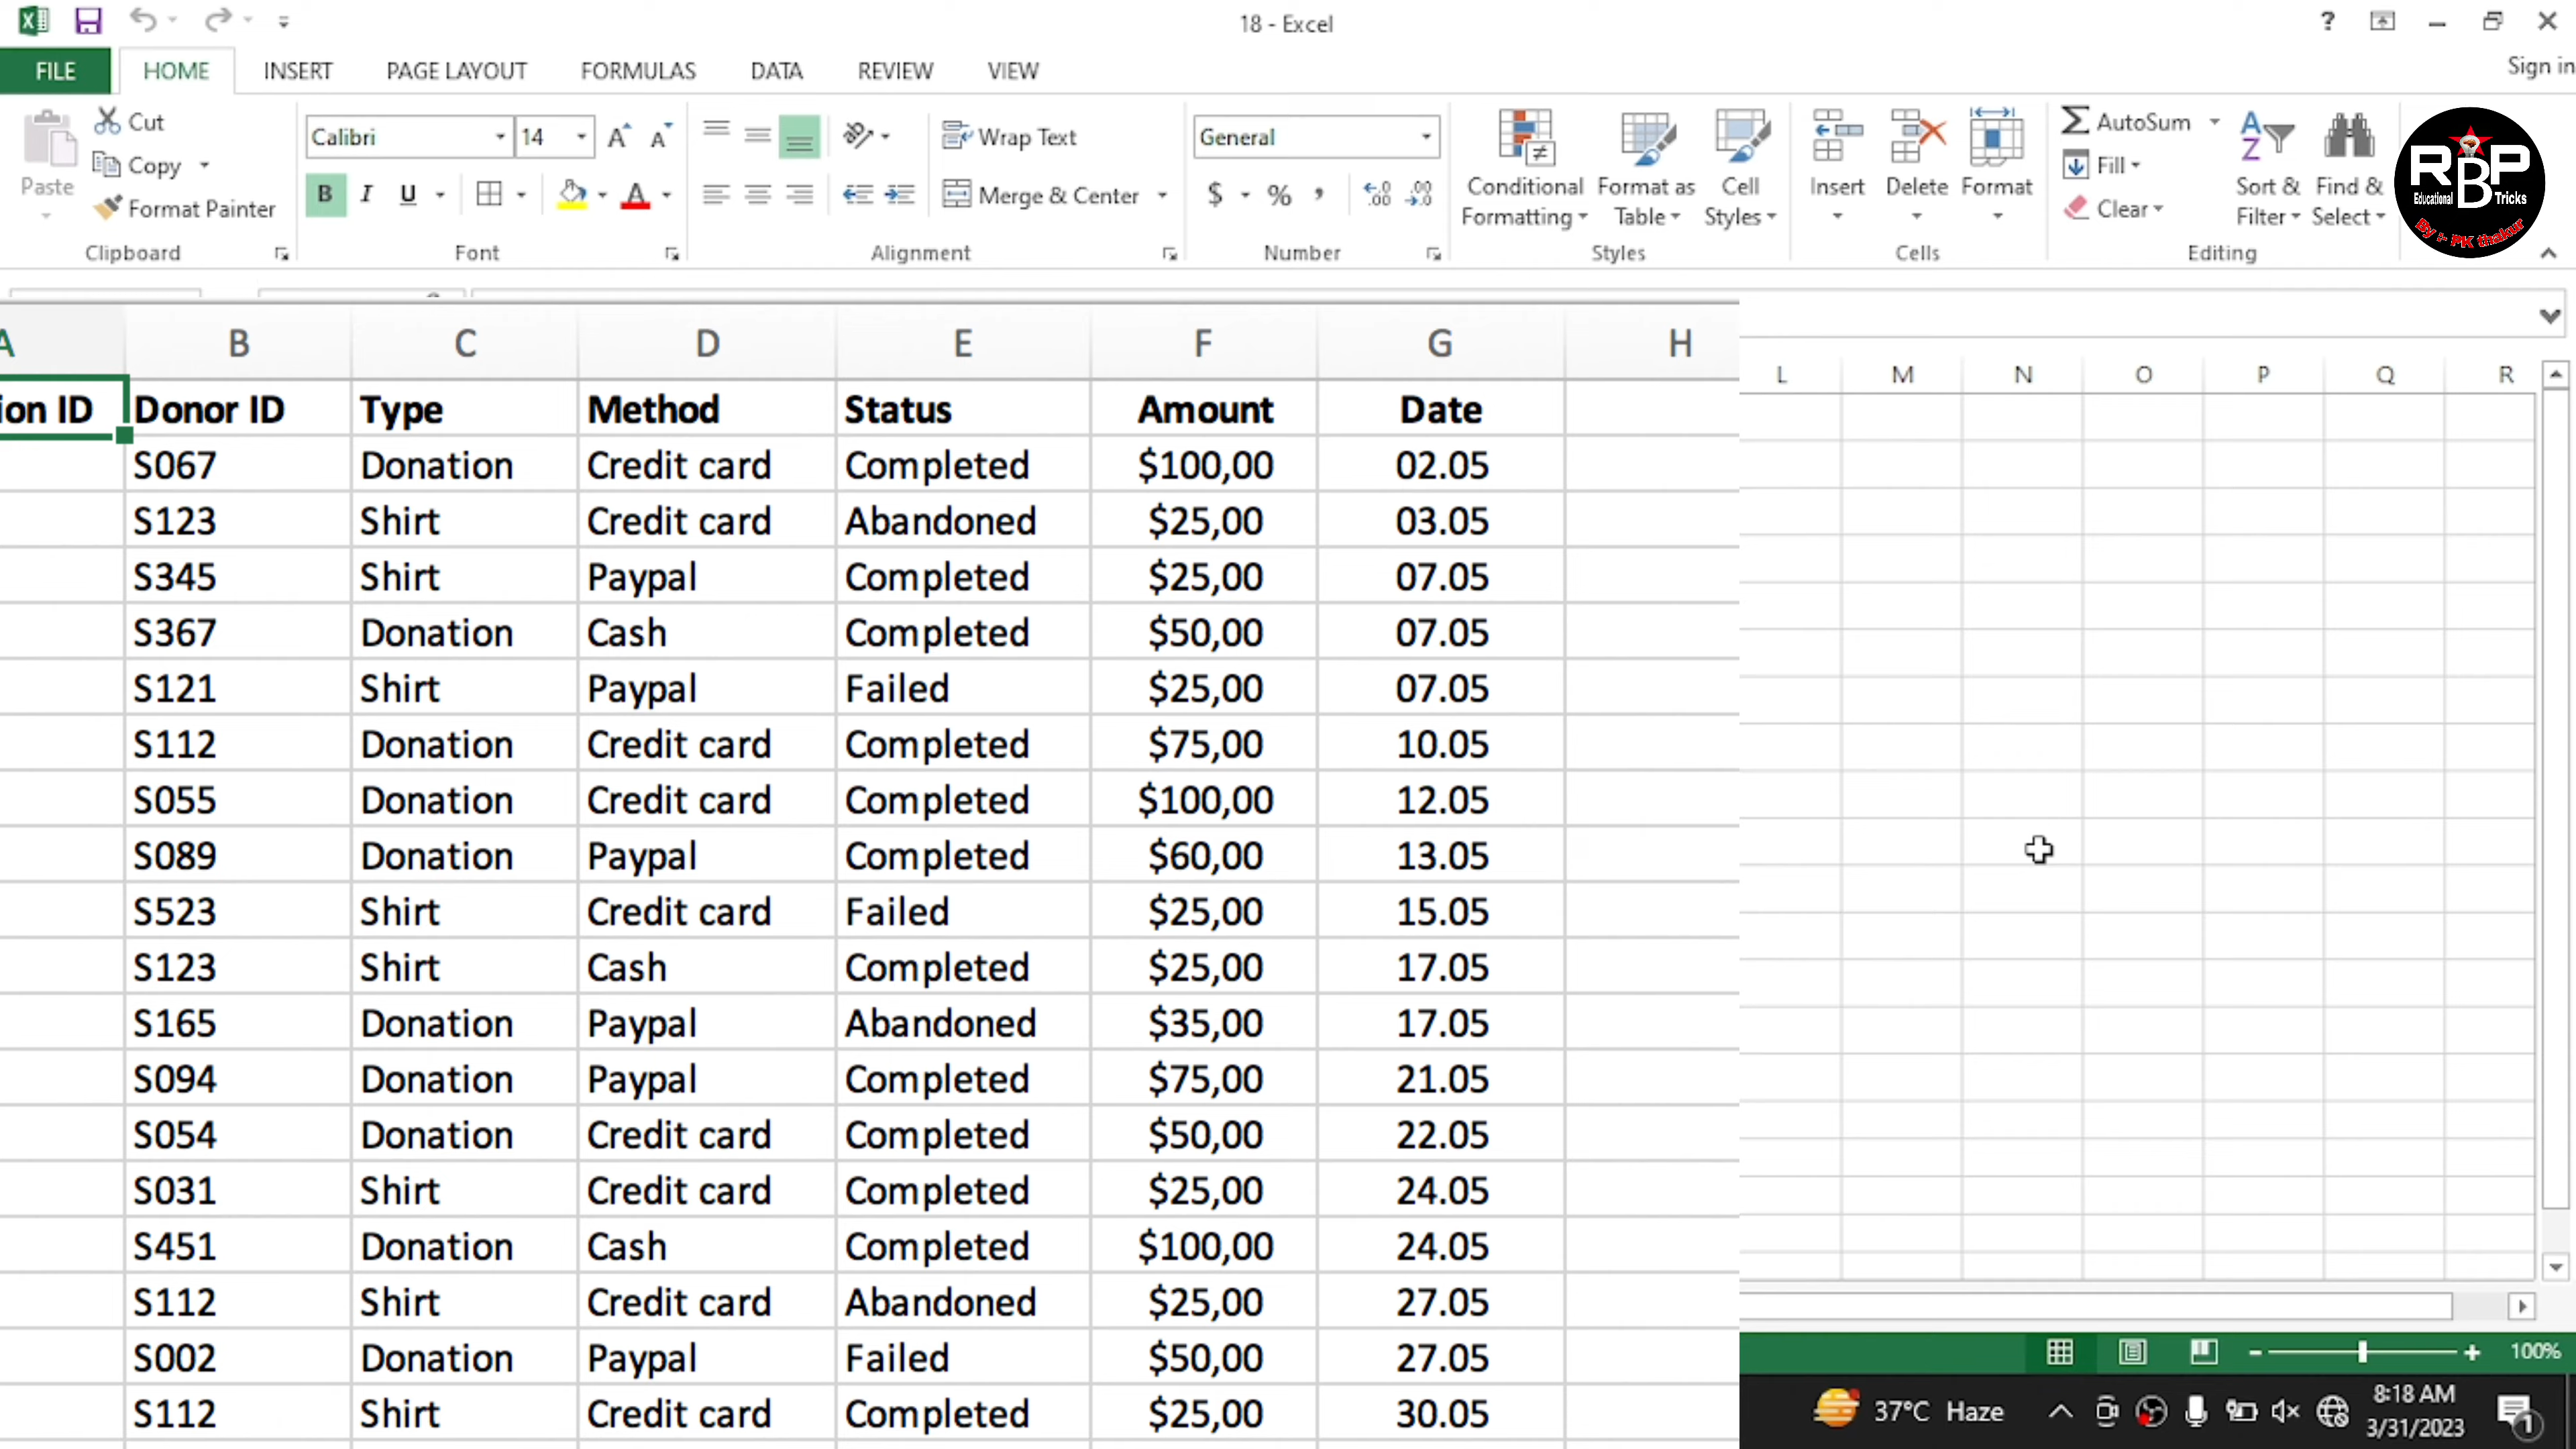 18 - Excel
?
Sign in
FILE HOME INSERT PAGE LAYOUT FORMULAS DATA REVIEW VIEW
Paste
Cut
Copy
Format Painter
Clipboard
Calibri 14
B I U
Font
Wrap Text
Merge & Center
Alignment
General
$ % ,
Number
Conditional Formatting
Format as Table
Cell Styles
Styles
Insert Delete Format
Cells
AutoSum
Fill
Clear
Sort & Filter
Find & Select
Editing
RBP
Educational Tricks
By :- PK thakur
A B C D E F G H L M N O P Q R
ion ID Donor ID Type Method Status Amount Date
S067 Donation Credit card Completed $100,00 02.05
S123 Shirt Credit card Abandoned $25,00 03.05
S345 Shirt Paypal Completed $25,00 07.05
S367 Donation Cash Completed $50,00 07.05
S121 Shirt Paypal Failed $25,00 07.05
S112 Donation Credit card Completed $75,00 10.05
S055 Donation Credit card Completed $100,00 12.05
S089 Donation Paypal Completed $60,00 13.05
S523 Shirt Credit card Failed $25,00 15.05
S123 Shirt Cash Completed $25,00 17.05
S165 Donation Paypal Abandoned $35,00 17.05
S094 Donation Paypal Completed $75,00 21.05
S054 Donation Credit card Completed $50,00 22.05
S031 Shirt Credit card Completed $25,00 24.05
S451 Donation Cash Completed $100,00 24.05
S112 Shirt Credit card Abandoned $25,00 27.05
S002 Donation Paypal Failed $50,00 27.05
S112 Shirt Credit card Completed $25,00 30.05
100%
37°C Haze
8:18 AM
3/31/2023
1